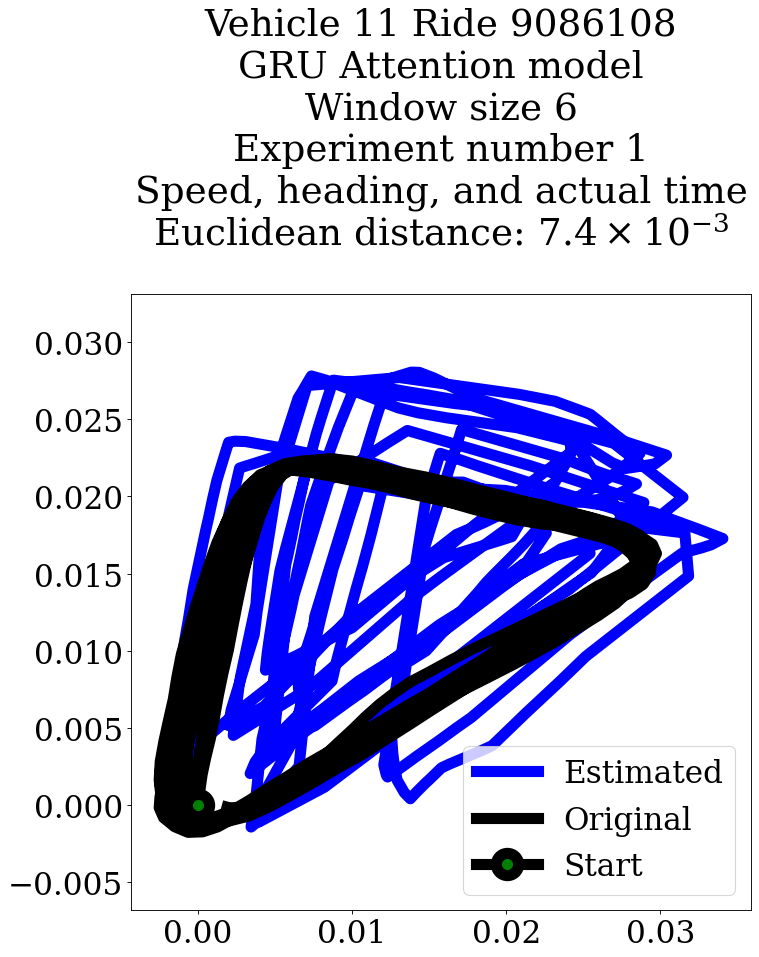 Vehicle 11 Ride 9086108
GRU Attention model
Window size 6
Experiment number 1
Speed, heading, and actual time
Euclidean distance: 7.4 × 10⁻³
0.030
0.025
0.020
0.015
0.010
0.005
0.000
−0.005
Estimated
Original
Start
0.00 0.01 0.02 0.03